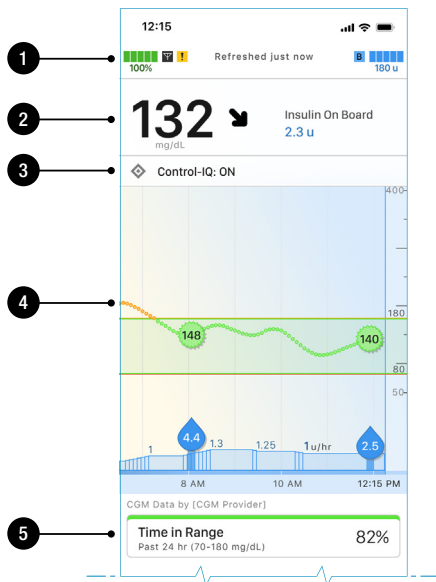 12:15
1
100%
!
Refreshed just now
B
180 u
2
132
mg/dL
Insulin On Board
2.3 u
3
Control-IQ: ON
400
4
180
148
140
80
50
4.4
2.5
1
1.3
1.25
1 u/hr
8 AM
10 AM
12:15 PM
CGM Data by [CGM Provider]
5
Time in Range
82%
Past 24 hr (70-180 mg/dL)